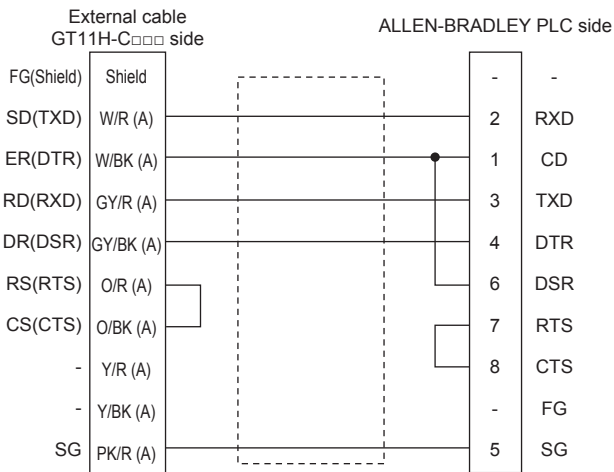 External cable
GT11H-C□□□ side
ALLEN-BRADLEY PLC side
FG(Shield) Shield - -
SD(TXD) W/R (A) 2 RXD
ER(DTR) W/BK (A) 1 CD
RD(RXD) GY/R (A) 3 TXD
DR(DSR) GY/BK (A) 4 DTR
RS(RTS) O/R (A) 6 DSR
CS(CTS) O/BK (A) 7 RTS
- Y/R (A) 8 CTS
- Y/BK (A) - FG
SG PK/R (A) 5 SG